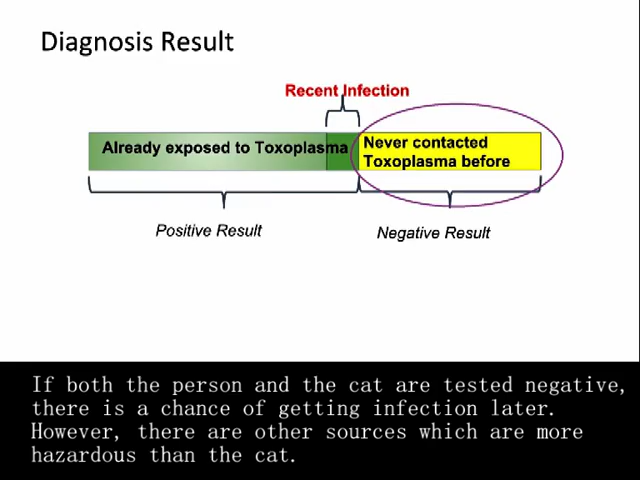 Diagnosis Result
Recent Infection
Already exposed to Toxoplasma
Never contacted
Toxoplasma before
Positive Result
Negative Result
If both the person and the cat are tested negative,
there is a chance of getting infection later.
However, there are other sources which are more
hazardous than the cat.